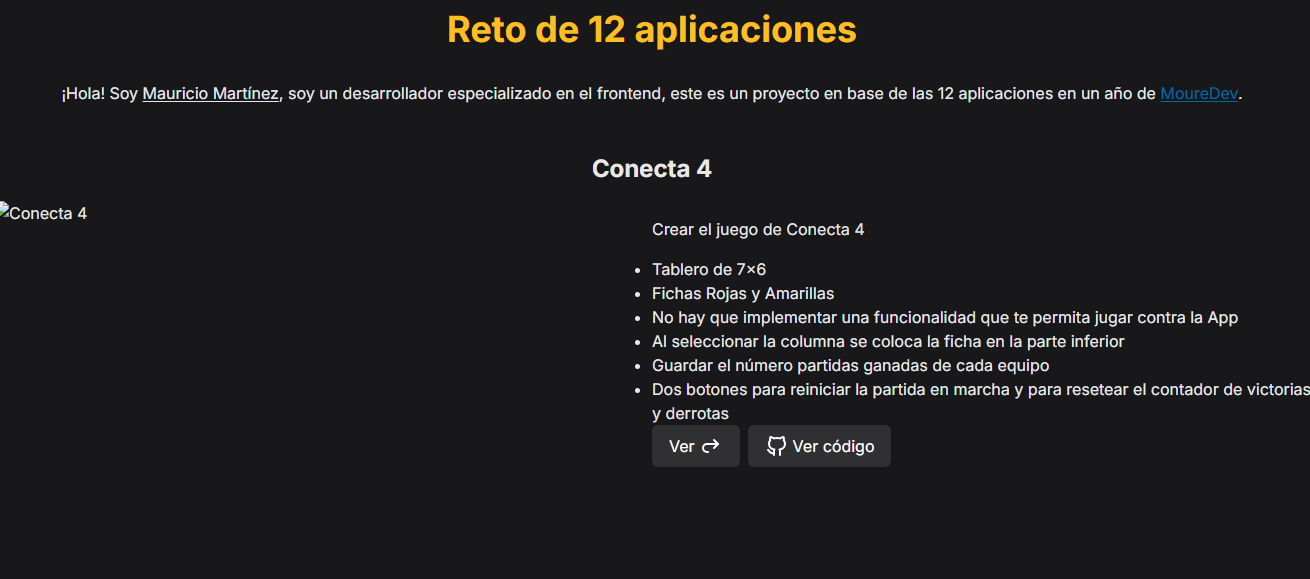 Reto de 12 aplicaciones
¡Hola! Soy Mauricio Martínez, soy un desarrollador especializado en el frontend, este es un proyecto en base de las 12 aplicaciones en un año de MoureDev.
Conecta 4
Conecta 4
Crear el juego de Conecta 4
• Tablero de 7×6
• Fichas Rojas y Amarillas
• No hay que implementar una funcionalidad que te permita jugar contra la App
• Al seleccionar la columna se coloca la ficha en la parte inferior
• Guardar el número partidas ganadas de cada equipo
• Dos botones para reiniciar la partida en marcha y para resetear el contador de victorias
y derrotas
Ver Ver código